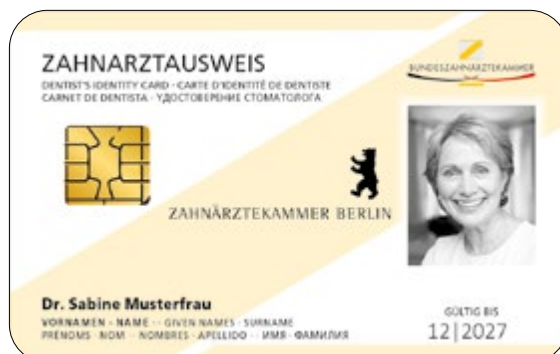 ZAHNARZTAUSWEIS
DENTIST'S IDENTITY CARD · CARTE D'IDENTITÉ DE DENTISTE
CARNET DE DENTISTA · УДОСТОВЕРЕНИЕ СТОМАТОЛОГА
BUNDESZAHNÄRZTEKAMMER
ZAHNÄRZTEKAMMER BERLIN
Dr. Sabine Musterfrau
VORNAMEN · NAME · GIVEN NAMES · SURNAME
PRÉNOMS · NOM · NOMBRES · APELLIDO · ИМЯ · ФАМИЛИЯ
GÜLTIG BIS
12|2027